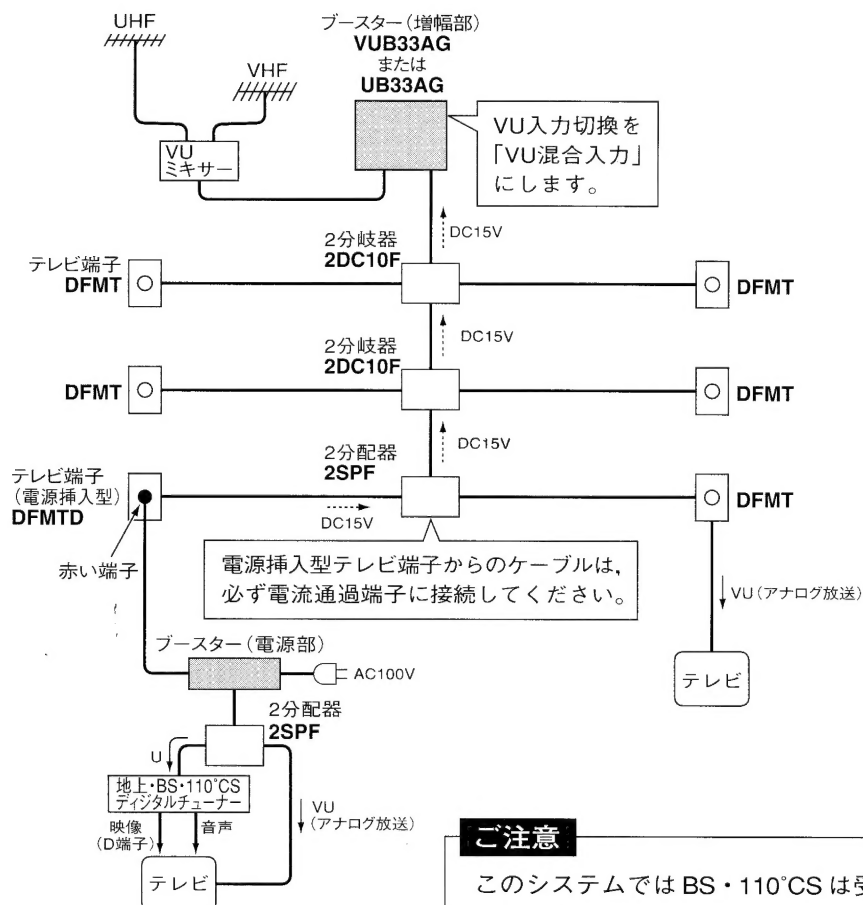 UHF
VHF
VU
ミキサー
ブースター(増幅部)
VUB33AG
または
UB33AG
VU入力切換を
「VU混合入力」
にします。
DC15V
2分岐器
2DC10F
テレビ端子
DFMT
DFMT
DC15V
2分岐器
2DC10F
DFMT
DFMT
DC15V
2分配器
2SPF
テレビ端子
(電源挿入型)
DFMTD
DFMT
DC15V
赤い端子
電源挿入型テレビ端子からのケーブルは,
必ず電流通過端子に接続してください。
VU(アナログ放送)
テレビ
ブースター(電源部)
AC100V
2分配器
2SPF
U
地上・BS・110°CS
ディジタルチューナー
映像
(D端子)
音声
VU
(アナログ放送)
テレビ
ご注意
このシステムではBS・110°CSは